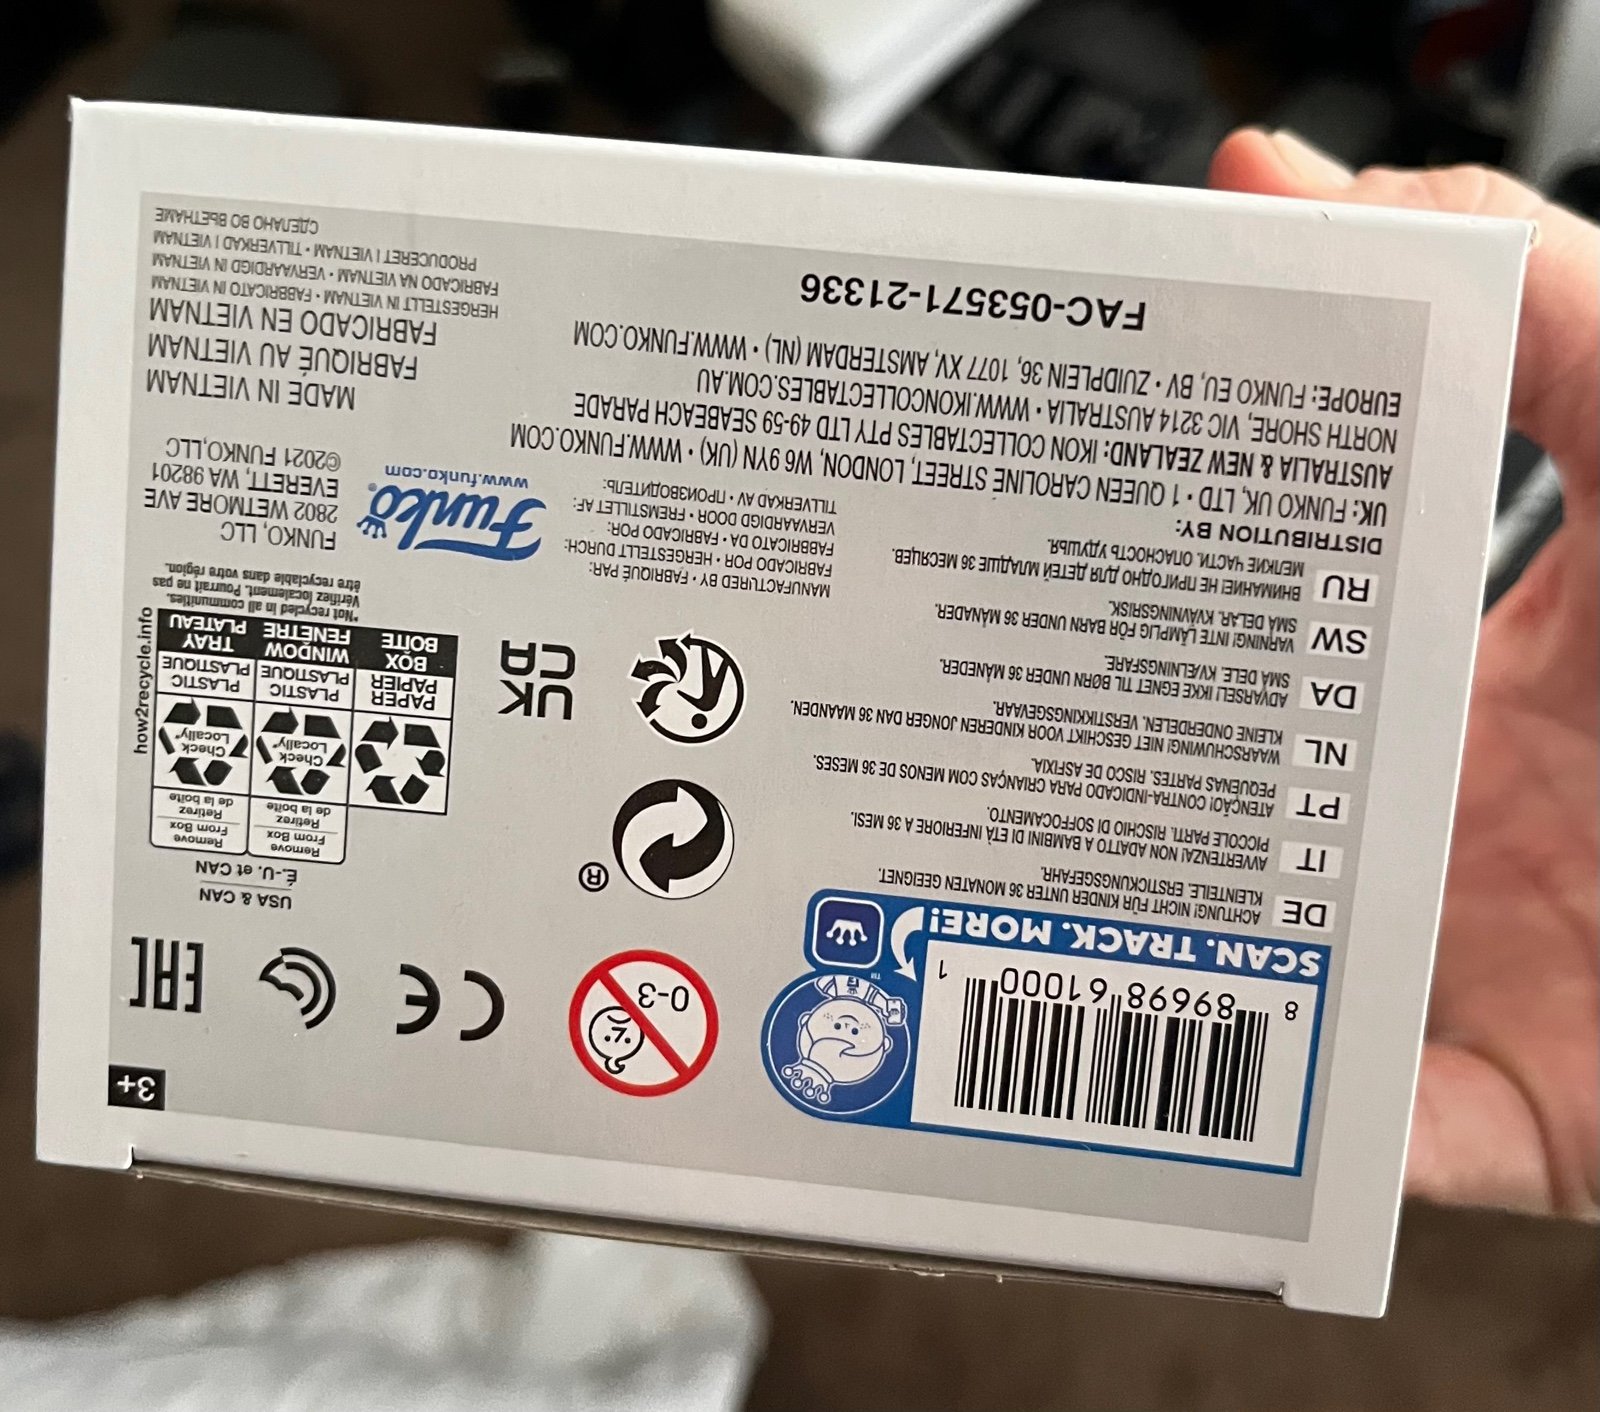 8 89698 61000 1
SCAN. TRACK. MORE!
TM
DE
ACHTUNG! NICHT FÜR KINDER UNTER 36 MONATEN GEEIGNET.
KLEINTEILE. ERSTICKUNGSGEFAHR.
IT
AVVERTENZA! NON ADATTO A BAMBINI DI ETÀ INFERIORE A 36 MESI.
PICCOLE PARTI. RISCHIO DI SOFFOCAMENTO.
PT
ATENÇÃO! CONTRA-INDICADO PARA CRIANÇAS COM MENOS DE 36 MESES.
PEQUENAS PARTES. RISCO DE ASFIXIA.
NL
WAARSCHUWING! NIET GESCHIKT VOOR KINDEREN JONGER DAN 36 MAANDEN.
KLEINE ONDERDELEN. VERSTIKKINGSGEVAAR.
DA
ADVARSEL! IKKE EGNET TIL BØRN UNDER 36 MÅNEDER.
SMÅ DELE. KVÆLNINGSFARE.
SW
VARNING! INTE LÄMPLIG FÖR BARN UNDER 36 MÅNADER.
SMÅ DELAR. KVÄVNINGSRISK.
RU
ВНИМАНИЕ! НЕ ПРИГОДНО ДЛЯ ДЕТЕЙ МЛАДШЕ 36 МЕСЯЦЕВ.
МЕЛКИЕ ЧАСТИ. ОПАСНОСТЬ УДУШЬЯ.
0-3
CE
EAC
3+
®
UK
CA
USA & CAN
É.-U. et CAN
Remove
From Box
Retirez
de la boîte
Remove
From Box
Retirez
de la boîte
Check
Locally*
Check
Locally*
PAPER
PAPIER
BOX
BOÎTE
PLASTIC
PLASTIQUE
WINDOW
FENÊTRE
PLASTIC
PLASTIQUE
TRAY
PLATEAU
how2recycle.info
*Not recycled in all communities.
Vérifiez localement. Pourrait ne pas
être recyclable dans votre région.
MANUFACTURED BY • FABRIQUÉ PAR:
FABRICADO POR • HERGESTELLT DURCH:
FABBRICATO DA • FABRICADO POR:
VERVAARDIGD DOOR • FREMSTILLET AF:
TILLVERKAD AV • ПРОИЗВОДИТЕЛЬ:
Funko®
www.funko.com
FUNKO, LLC
2802 WETMORE AVE
EVERETT, WA 98201
©2021 FUNKO,LLC
DISTRIBUTION BY:
UK: FUNKO UK, LTD • 1 QUEEN CAROLINE STREET, LONDON, W6 9YN (UK) • WWW.FUNKO.COM
AUSTRALIA & NEW ZEALAND: IKON COLLECTABLES PTY LTD 49-59 SEABEACH PARADE
NORTH SHORE, VIC 3214 AUSTRALIA • WWW.IKONCOLLECTABLES.COM.AU
EUROPE: FUNKO EU, BV • ZUIDPLEIN 36, 1077 XV, AMSTERDAM (NL) • WWW.FUNKO.COM
FAC-053571-21336
MADE IN VIETNAM
FABRIQUÉ AU VIETNAM
FABRICADO EN VIETNAM
HERGESTELLT IN VIETNAM • FABBRICATO IN VIETNAM
FABRICADO NA VIETNAM • VERVAARDIGD IN VIETNAM
PRODUCERET I VIETNAM • TILLVERKAD I VIETNAM
СДЕЛАНО ВО ВЬЕТНАМЕ